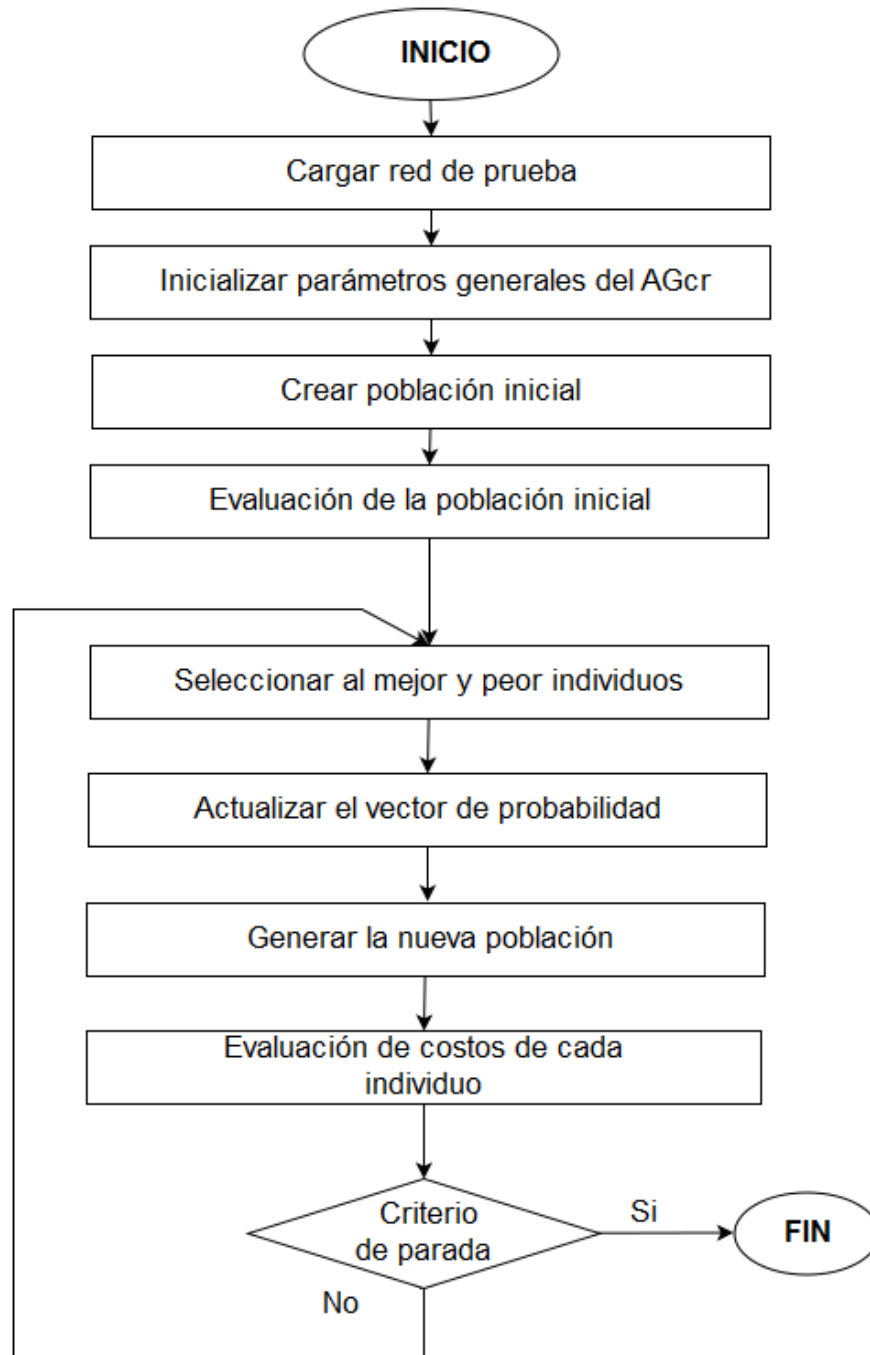 INICIO
Cargar red de prueba
Inicializar parámetros generales del AGcr
Crear población inicial
Evaluación de la población inicial
Seleccionar al mejor y peor individuos
Actualizar el vector de probabilidad
Generar la nueva población
Evaluación de costos de cada
individuo
Criterio
de parada
Si
FIN
No